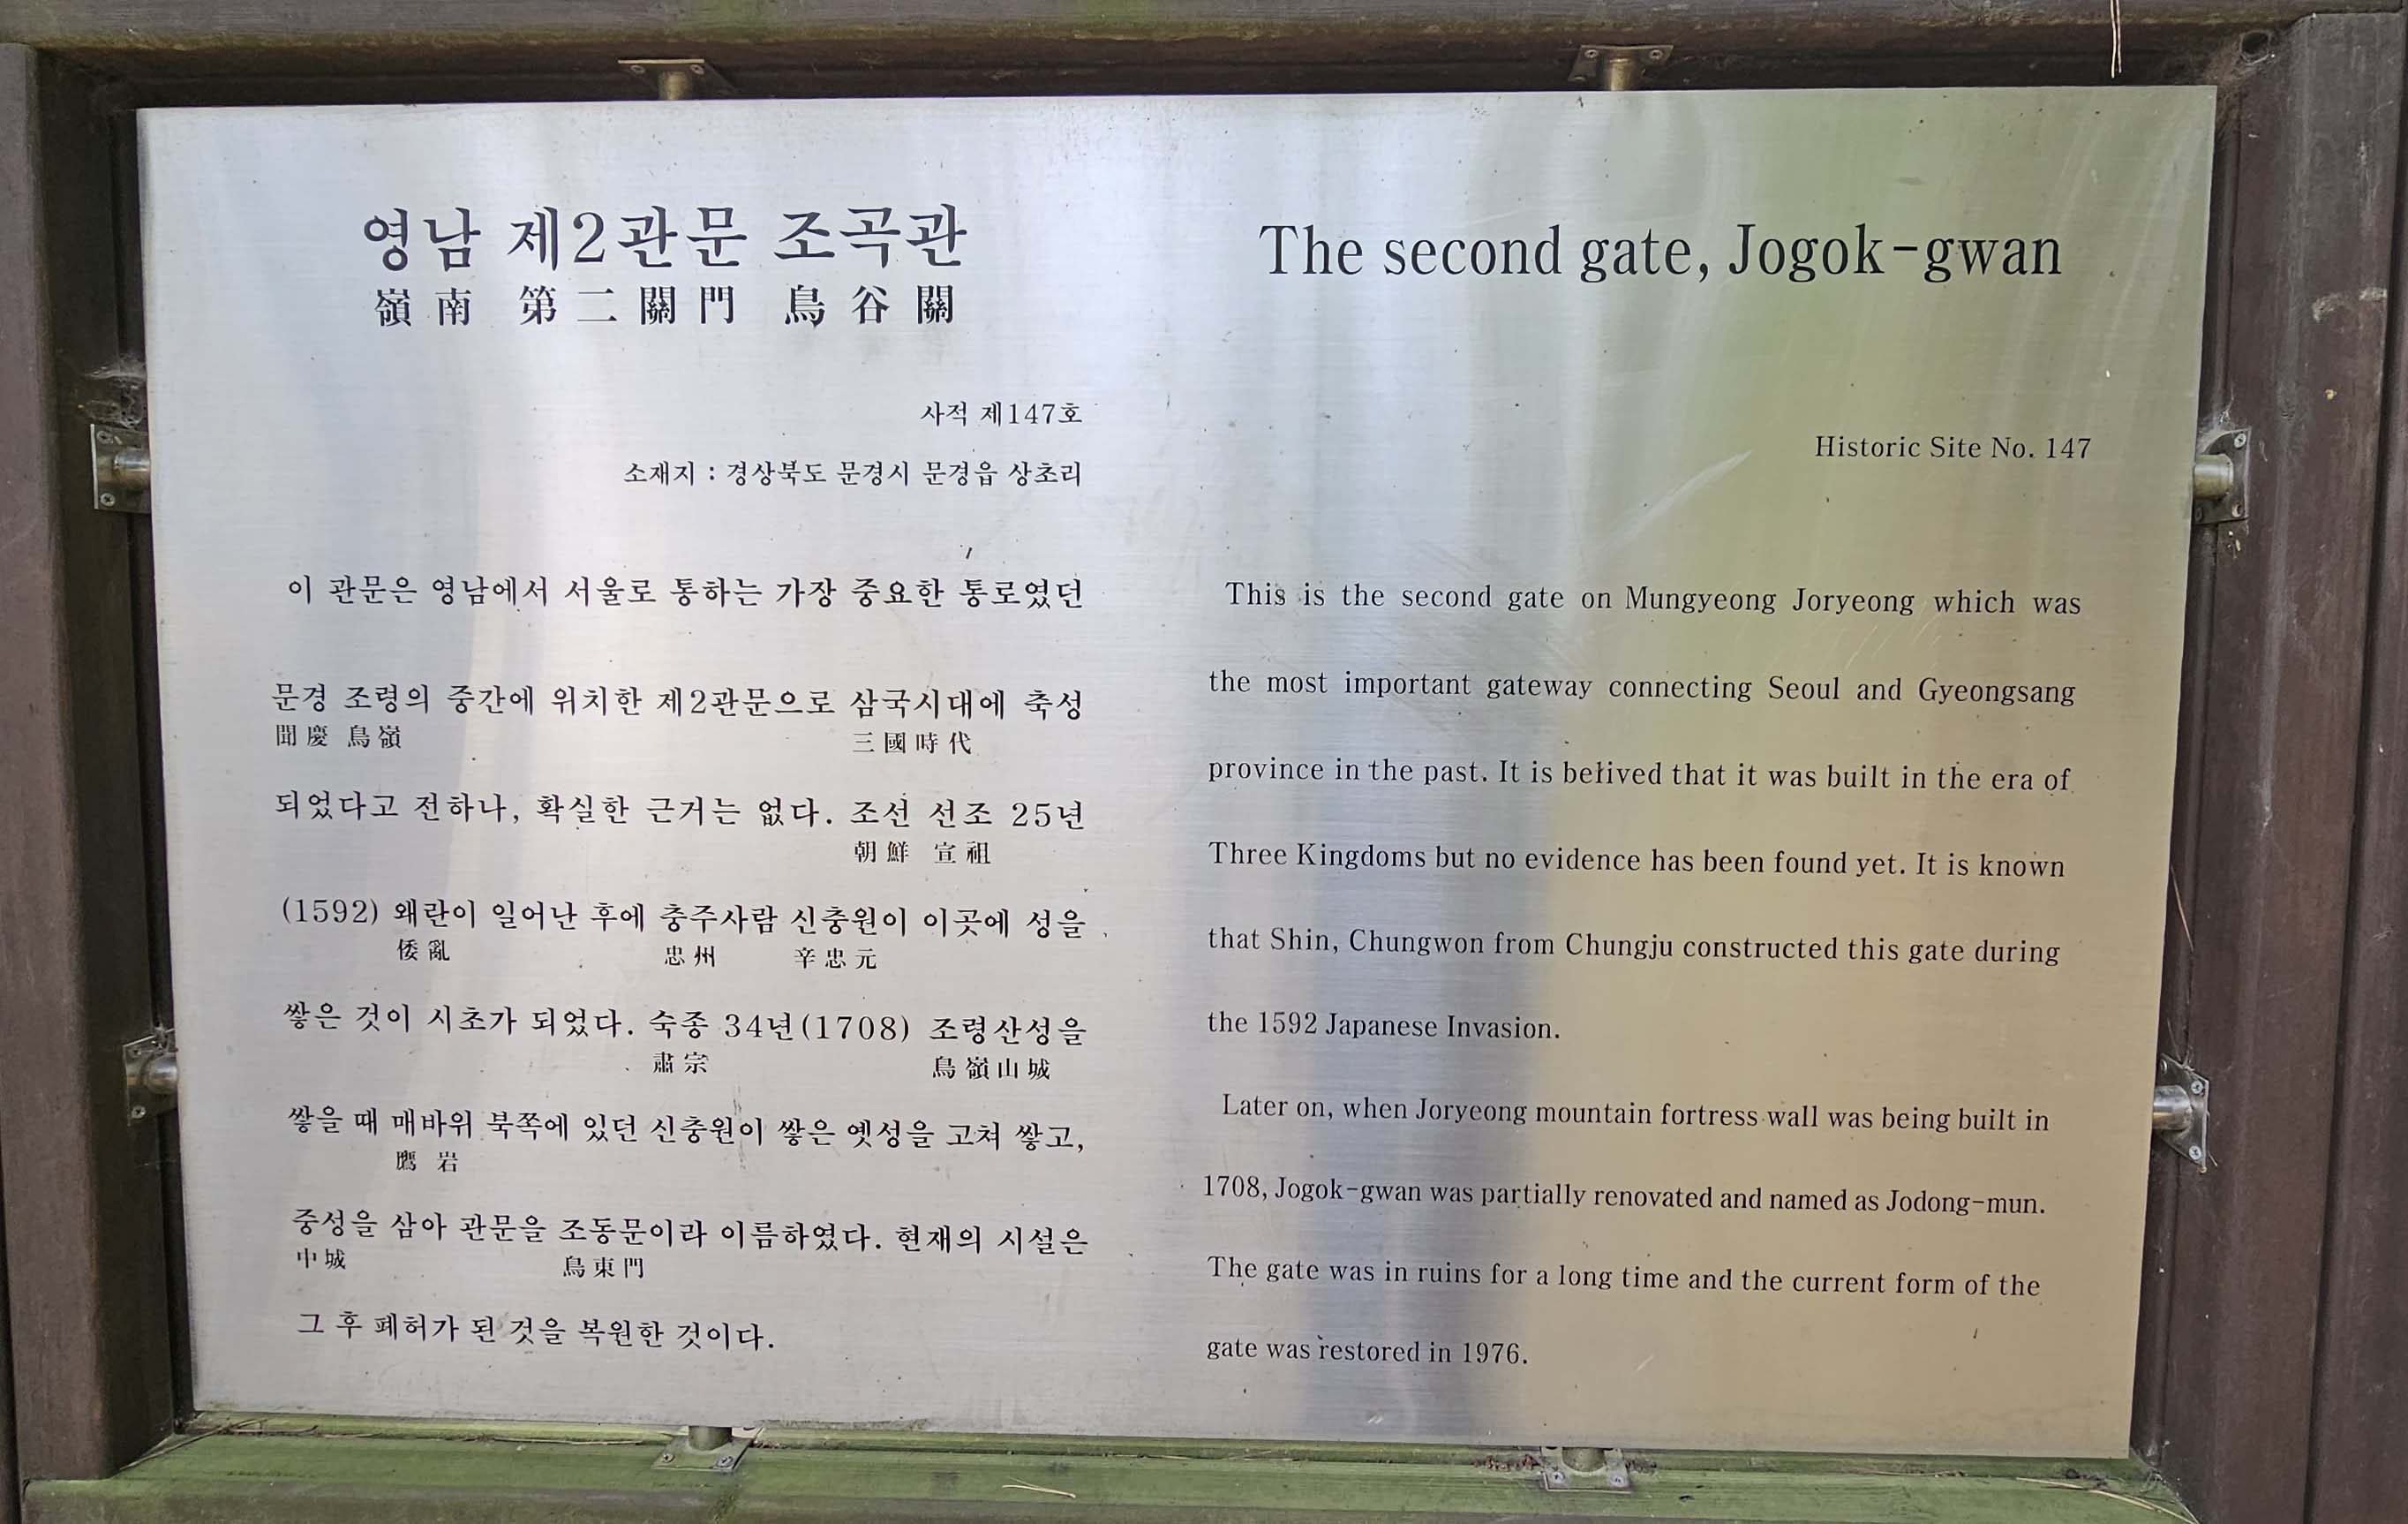 영남 제2관문 조곡관
嶺南 第二關門 鳥谷關
사적 제147호
소재지 : 경상북도 문경시 문경읍 상초리
이 관문은 영남에서 서울로 통하는 가장 중요한 통로였던
문경 조령의 중간에 위치한 제2관문으로 삼국시대에 축성
聞慶 鳥嶺 三國時代
되었다고 전하나, 확실한 근거는 없다. 조선 선조 25년
朝鮮 宣祖
(1592) 왜란이 일어난 후에 충주사람 신충원이 이곳에 성을
倭亂 忠州 辛忠元
쌓은 것이 시초가 되었다. 숙종 34년(1708) 조령산성을
肅宗 鳥嶺山城
쌓을 때 매바위 북쪽에 있던 신충원이 쌓은 옛성을 고쳐 쌓고,
鷹岩
중성을 삼아 관문을 조동문이라 이름하였다. 현재의 시설은
中城 鳥東門
그 후 폐허가 된 것을 복원한 것이다.
The second gate, Jogok-gwan
Historic Site No. 147
This is the second gate on Mungyeong Joryeong which was
the most important gateway connecting Seoul and Gyeongsang
province in the past. It is belived that it was built in the era of
Three Kingdoms but no evidence has been found yet. It is known
that Shin, Chungwon from Chungju constructed this gate during
the 1592 Japanese Invasion.
Later on, when Joryeong mountain fortress wall was being built in
1708, Jogok-gwan was partially renovated and named as Jodong-mun.
The gate was in ruins for a long time and the current form of the
gate was restored in 1976.